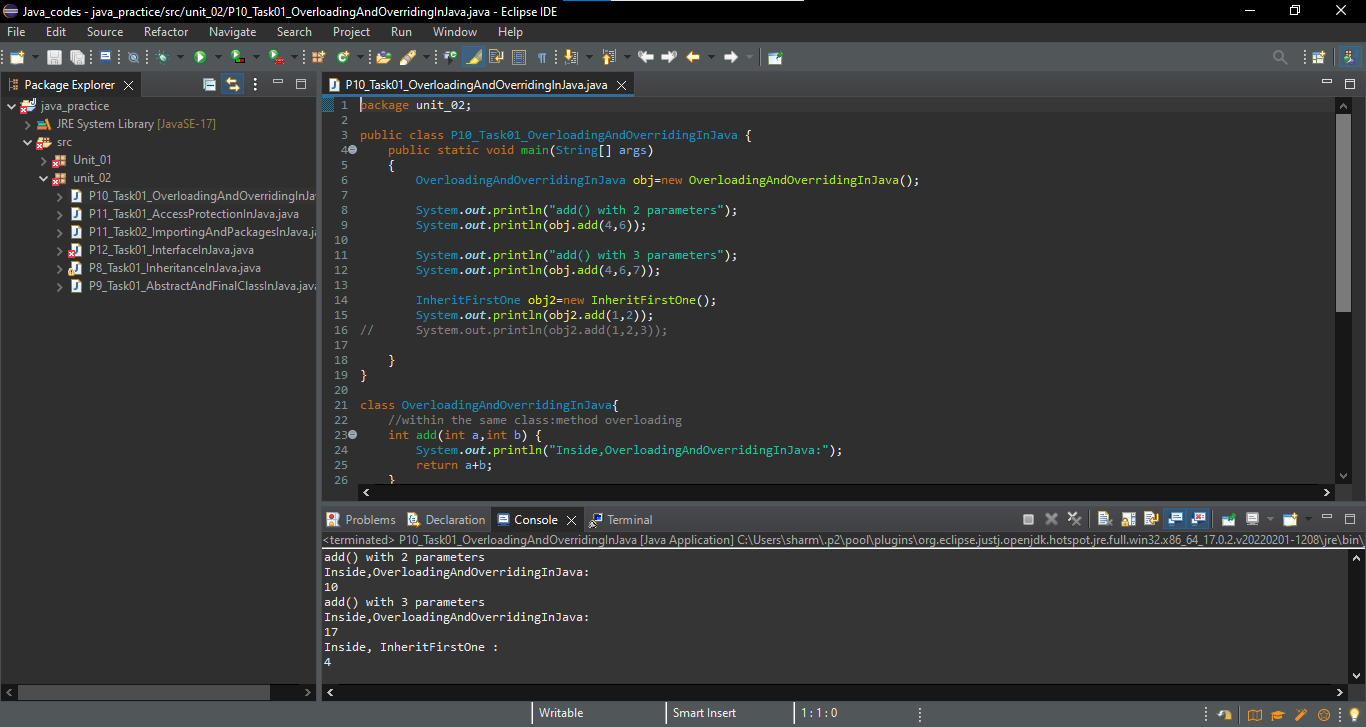 Java_codes - java_practice/src/unit_02/P10_Task01_OverloadingAndOverridingInJava.java - Eclipse IDE
File Edit Source Refactor Navigate Search Project Run Window Help
Package Explorer
java_practice
JRE System Library [JavaSE-17]
src
Unit_01
unit_02
P10_Task01_OverloadingAndOverridingInJa
P11_Task01_AccessProtectionInJava.java
P11_Task02_ImportingAndPackagesInJava.j
P12_Task01_InterfaceInJava.java
P8_Task01_InheritanceInJava.java
P9_Task01_AbstractAndFinalClassInJava.java
P10_Task01_OverloadingAndOverridingInJava.java
1 package unit_02;
2
3 public class P10_Task01_OverloadingAndOverridingInJava {
4 public static void main(String[] args)
5 {
6 OverloadingAndOverridingInJava obj=new OverloadingAndOverridingInJava();
7
8 System.out.println("add() with 2 parameters");
9 System.out.println(obj.add(4,6));
10
11 System.out.println("add() with 3 parameters");
12 System.out.println(obj.add(4,6,7));
13
14 InheritFirstOne obj2=new InheritFirstOne();
15 System.out.println(obj2.add(1,2));
16 // System.out.println(obj2.add(1,2,3));
17
18 }
19 }
20
21 class OverloadingAndOverridingInJava{
22 //within the same class:method overloading
23 int add(int a,int b) {
24 System.out.println("Inside,OverloadingAndOverridingInJava:");
25 return a+b;
26 }
Problems Declaration Console Terminal
<terminated> P10_Task01_OverloadingAndOverridingInJava [Java Application] C:\Users\sharm\.p2\pool\plugins\org.eclipse.justj.openjdk.hotspot.jre.full.win32.x86_64_17.0.2.v20220201-1208\jre\bin\
add() with 2 parameters
Inside,OverloadingAndOverridingInJava:
10
add() with 3 parameters
Inside,OverloadingAndOverridingInJava:
17
Inside, InheritFirstOne :
4
Writable Smart Insert 1 : 1 : 0